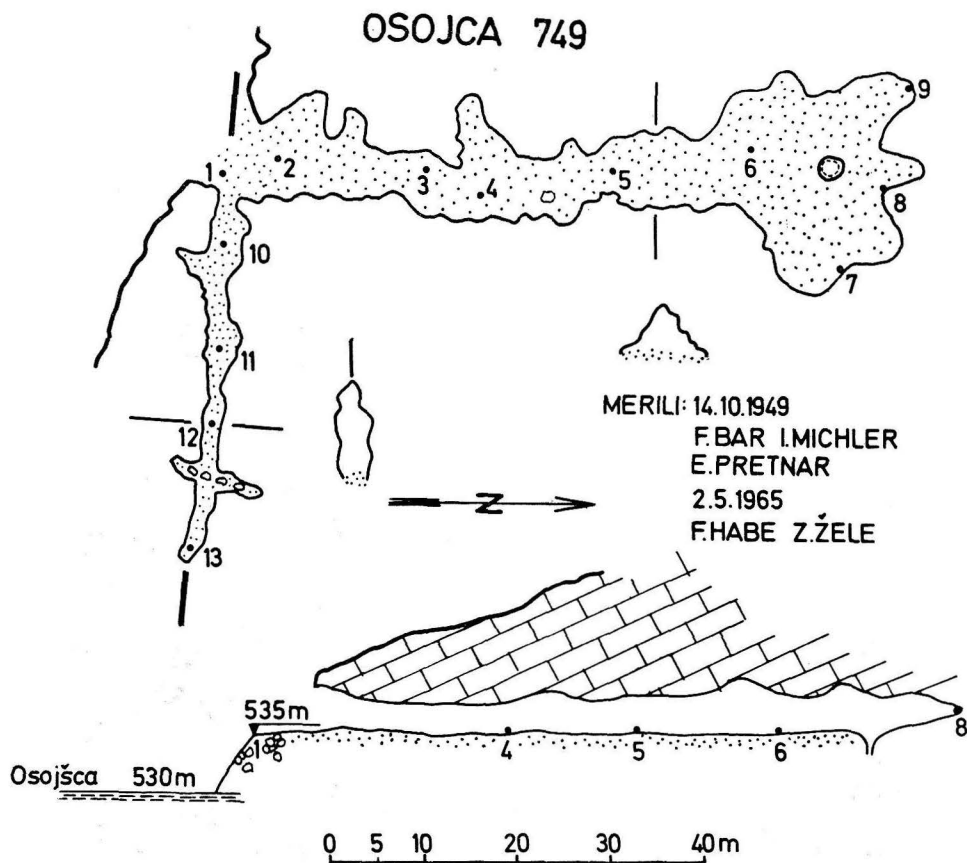 OSOJCA 749
1
2
3
4
5
6
9
8
7
10
11
12
13
MERILI: 14.10.1949
F.BAR I.MICHLER
E.PRETNAR
2.5.1965
F.HABE Z.ŽELE
Z
535m
1
4
5
6
8
Osojšca 530m
0 5 10 20 30 40m